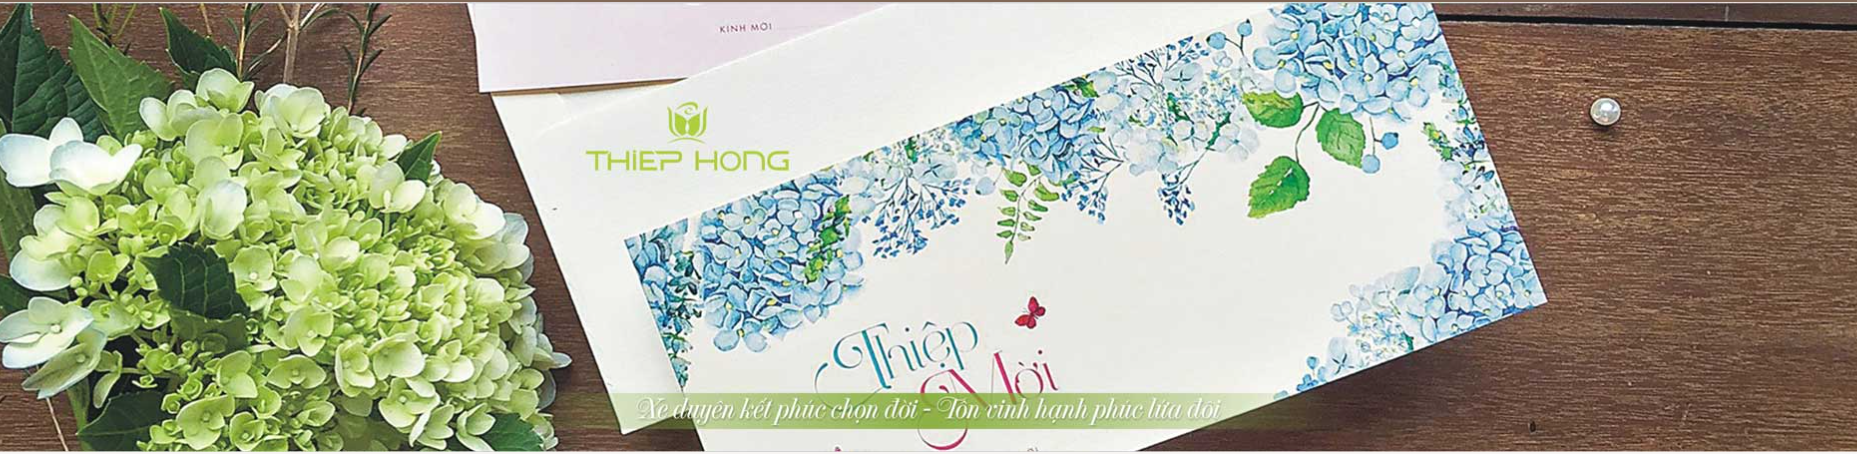 KÍNH MỜI
THIEP HONG
Thiệp
Mời
Xe duyên kết phúc chọn đời - Tôn vinh hạnh phúc lứa đôi